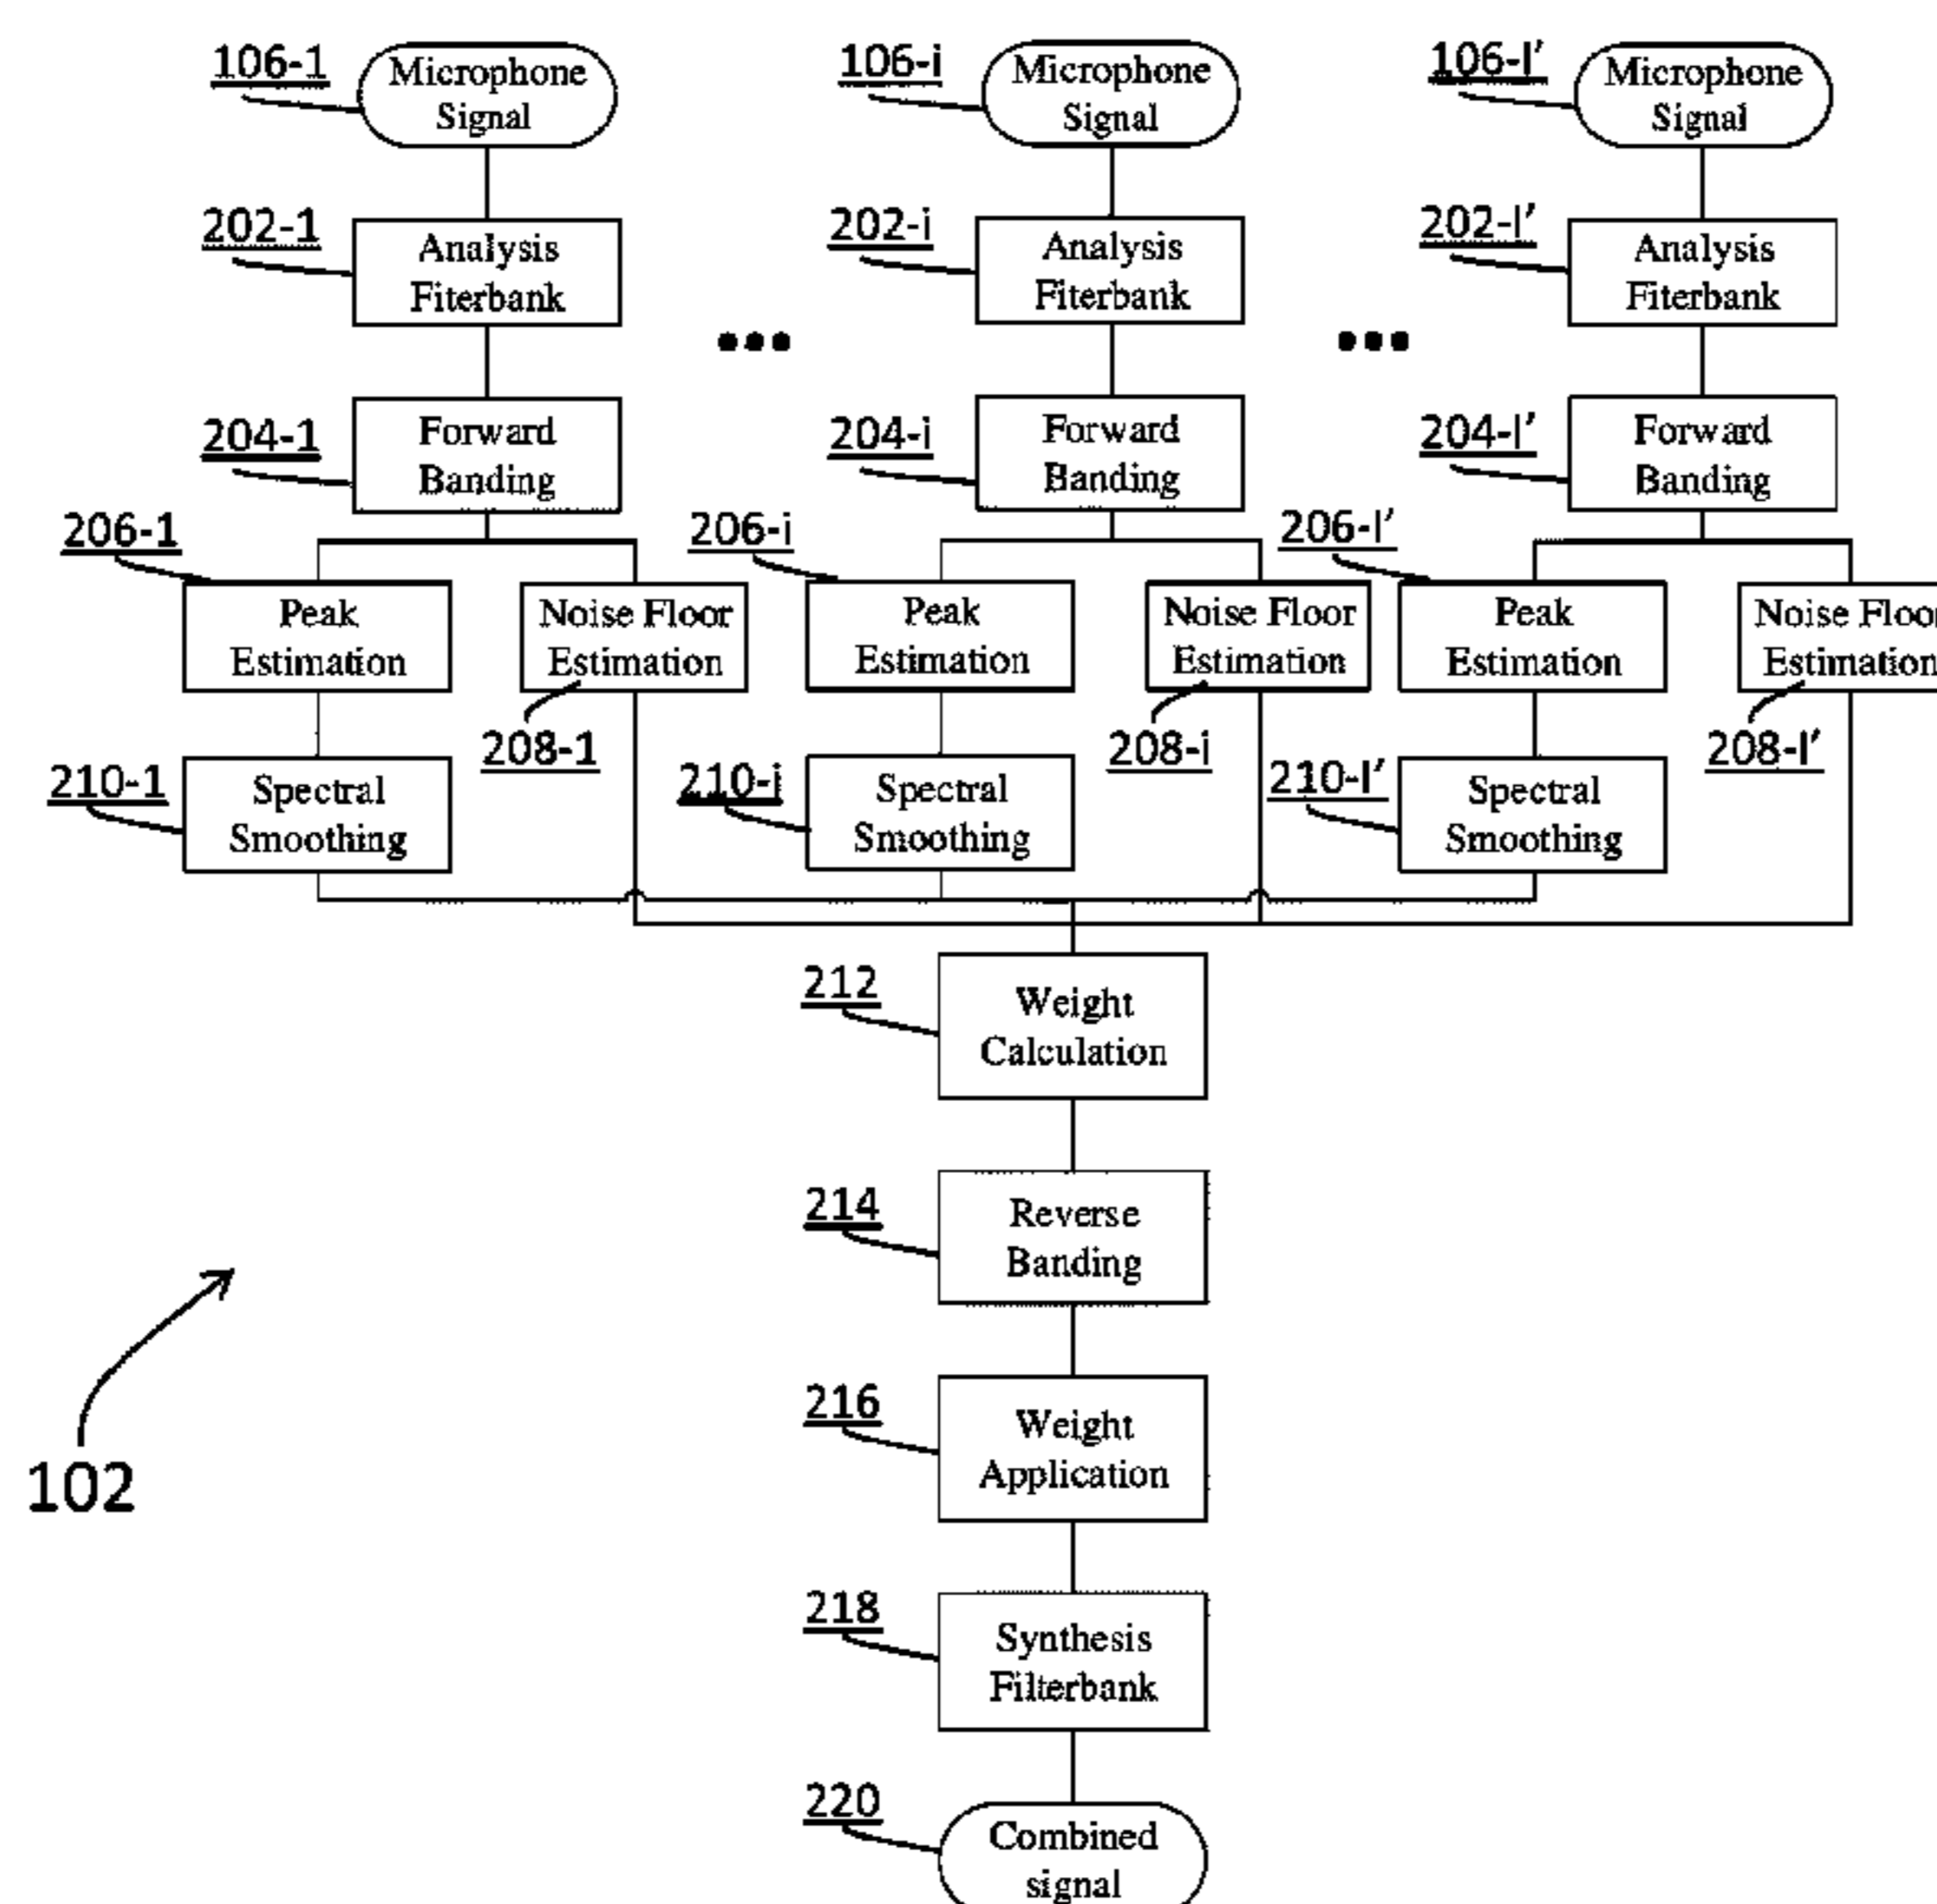 106-1
Microphone
Signal
106-i
Microphone
Signal
106-I'
Microphone
Signal
202-1
Analysis
Fiterbank
202-i
Analysis
Fiterbank
202-I'
Analysis
Fiterbank
204-1
Forward
Banding
204-i
Forward
Banding
204-I'
Forward
Banding
206-1
Peak
Estimation
Noise Floor
Estimation
208-1
206-i
Peak
Estimation
Noise Floor
Estimation
208-i
206-I'
Peak
Estimation
Noise Floor
Estimation
208-I'
210-1
Spectral
Smoothing
210-i
Spectral
Smoothing
210-I'
Spectral
Smoothing
212
Weight
Calculation
214
Reverse
Banding
216
Weight
Application
102
218
Synthesis
Filterbank
220
Combined
signal